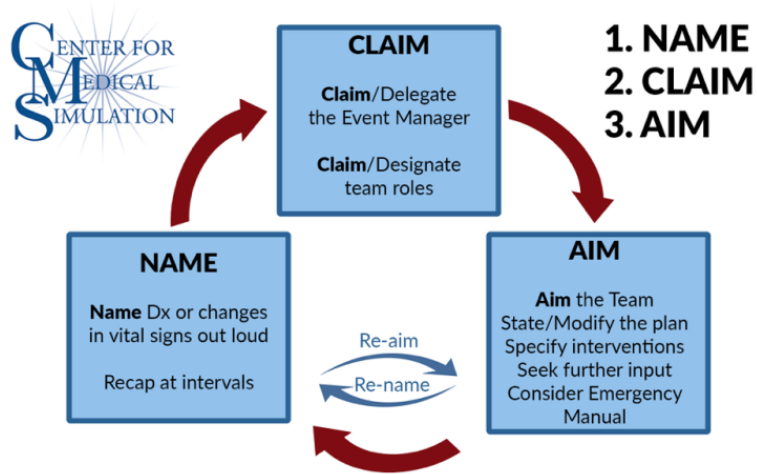 CENTER FOR
MEDICAL
SIMULATION
1. NAME
2. CLAIM
3. AIM
CLAIM
Claim/Delegate
the Event Manager
Claim/Designate
team roles
NAME
Name Dx or changes
in vital signs out loud
Recap at intervals
Re-aim
Re-name
AIM
Aim the Team
State/Modify the plan
Specify interventions
Seek further input
Consider Emergency
Manual